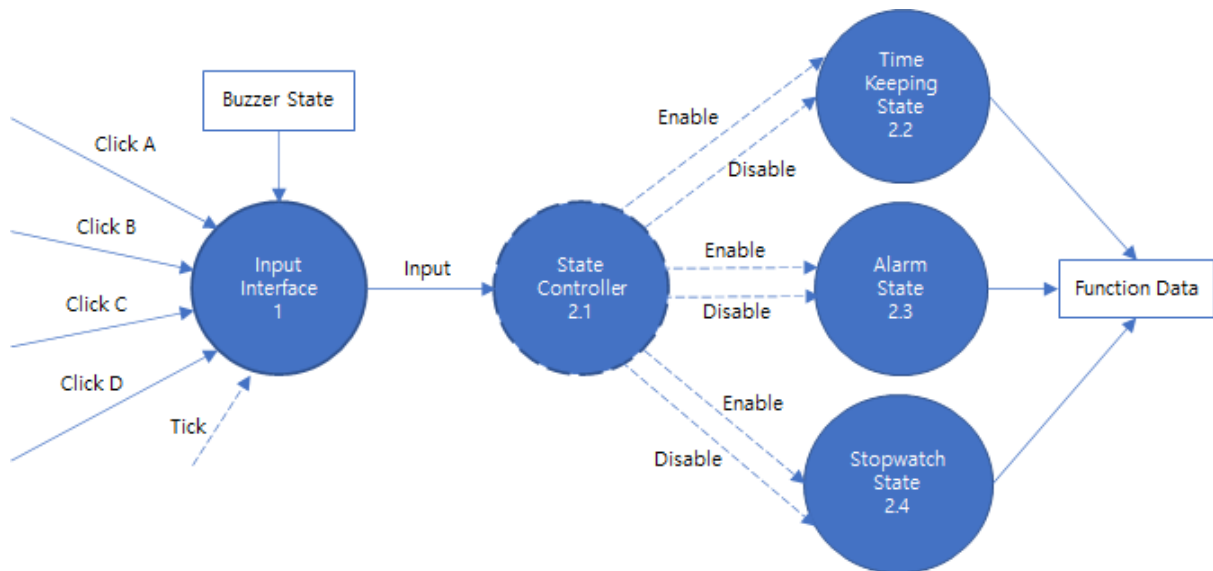 Buzzer State
Click A
Click B
Click C
Click D
Tick
Input
Interface
1
Input
State
Controller
2.1
Enable
Disable
Enable
Disable
Enable
Disable
Time
Keeping
State
2.2
Alarm
State
2.3
Stopwatch
State
2.4
Function Data